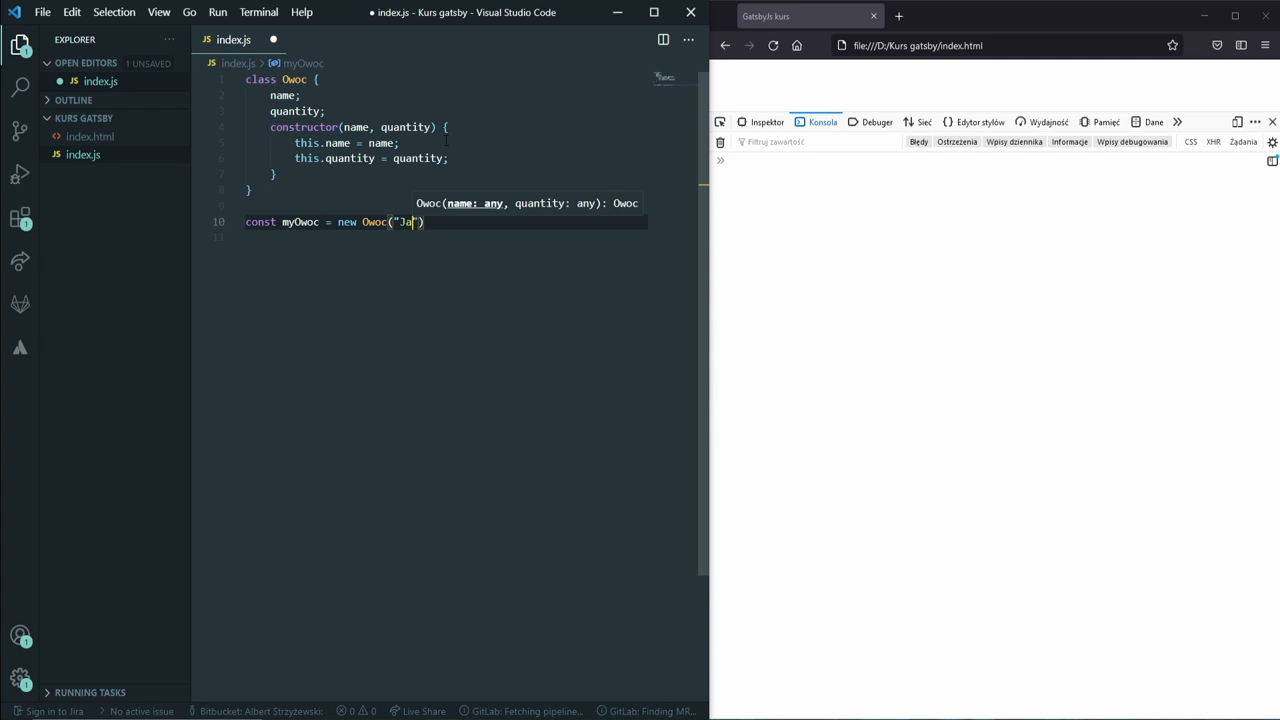 File Edit Selection View Go Run Terminal Help
● index.js - Kurs gatsby - Visual Studio Code
GatsbyJs kurs
EXPLORER
index.js
file:///D:/Kurs gatsby/index.html
OPEN EDITORS 1 UNSAVED
index.js
OUTLINE
KURS GATSBY
index.html
index.js
RUNNING TASKS
index.js > myOwoc
1 class Owoc {
2 name;
3 quantity;
4 constructor(name, quantity) {
5 this.name = name;
6 this.quantity = quantity;
7 }
8 }
9
Owoc(name: any, quantity: any): Owoc
10 const myOwoc = new Owoc("Ja")
11
Inspektor Konsola Debuger Sieć Edytor stylów Wydajność Pamięć Dane
Filtruj zawartość Błędy Ostrzeżenia Wpisy dziennika Informacje Wpisy debugowania CSS XHR Żądania
Sign in to Jira No active issue Bitbucket: Albert Strzyżewski: 0 0 Live Share GitLab: Fetching pipeline... GitLab: Finding MR...